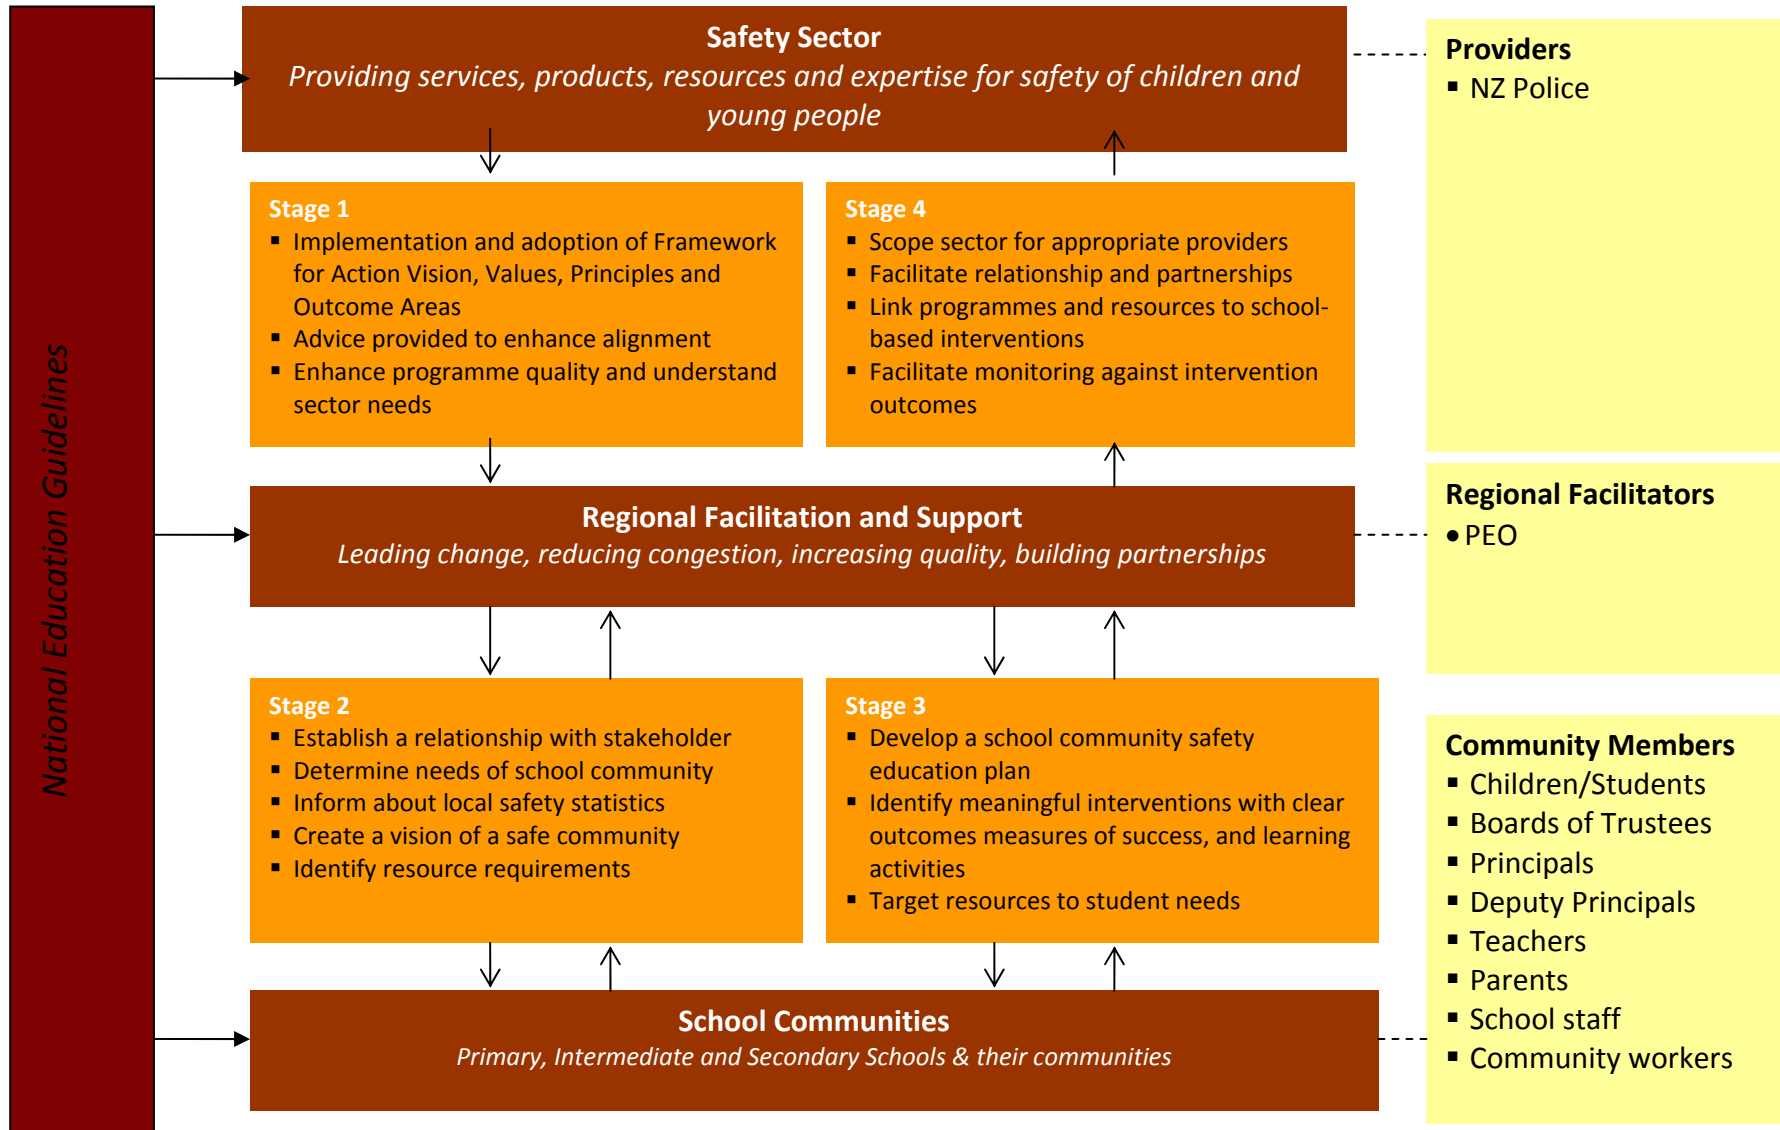 National Education Guidelines
Safety Sector
Providing services, products, resources and expertise for safety of children and
young people
Providers
▪ NZ Police
Stage 1
▪ Implementation and adoption of Framework
for Action Vision, Values, Principles and
Outcome Areas
▪ Advice provided to enhance alignment
▪ Enhance programme quality and understand
sector needs
Stage 4
▪ Scope sector for appropriate providers
▪ Facilitate relationship and partnerships
▪ Link programmes and resources to school-
based interventions
▪ Facilitate monitoring against intervention
outcomes
Regional Facilitation and Support
Leading change, reducing congestion, increasing quality, building partnerships
Regional Facilitators
• PEO
Stage 2
▪ Establish a relationship with stakeholder
▪ Determine needs of school community
▪ Inform about local safety statistics
▪ Create a vision of a safe community
▪ Identify resource requirements
Stage 3
▪ Develop a school community safety
education plan
▪ Identify meaningful interventions with clear
outcomes measures of success, and learning
activities
▪ Target resources to student needs
School Communities
Primary, Intermediate and Secondary Schools & their communities
Community Members
▪ Children/Students
▪ Boards of Trustees
▪ Principals
▪ Deputy Principals
▪ Teachers
▪ Parents
▪ School staff
▪ Community workers